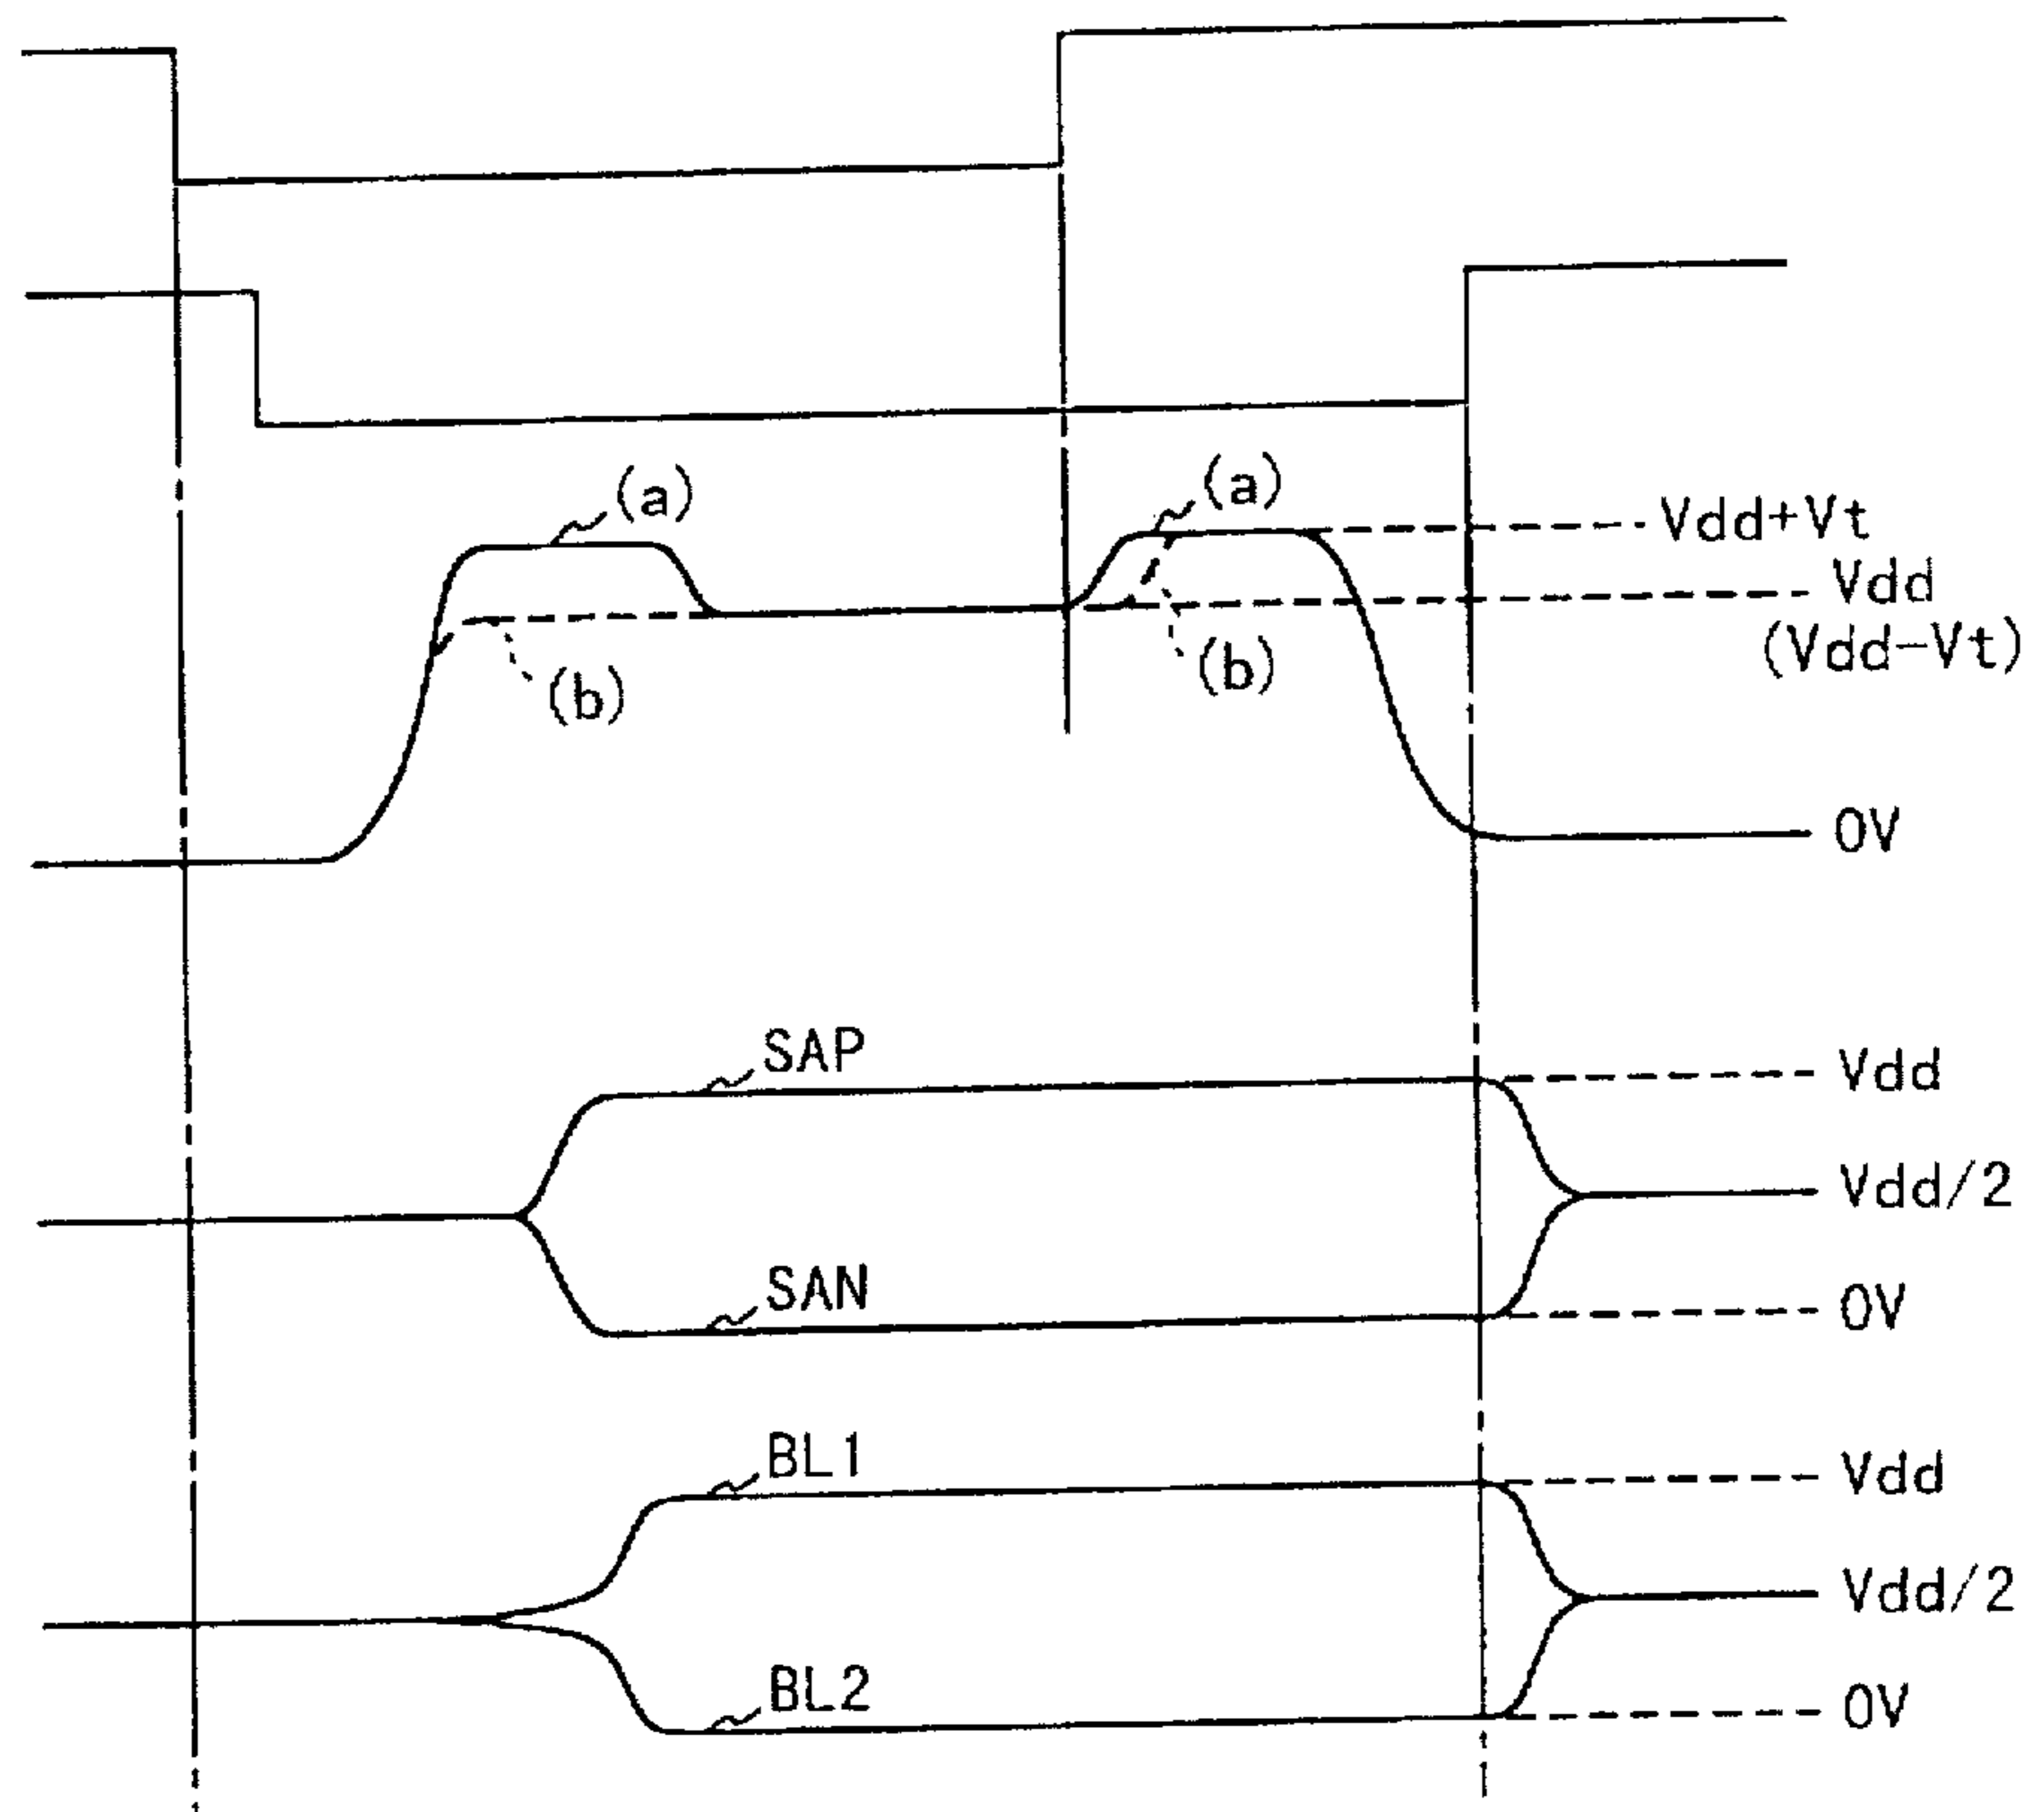 (a)
(a)
Vdd+Vt
Vdd
(Vdd-Vt)
(b)
(b)
0V
SAP
Vdd
Vdd/2
SAN
0V
BL1
Vdd
Vdd/2
BL2
0V